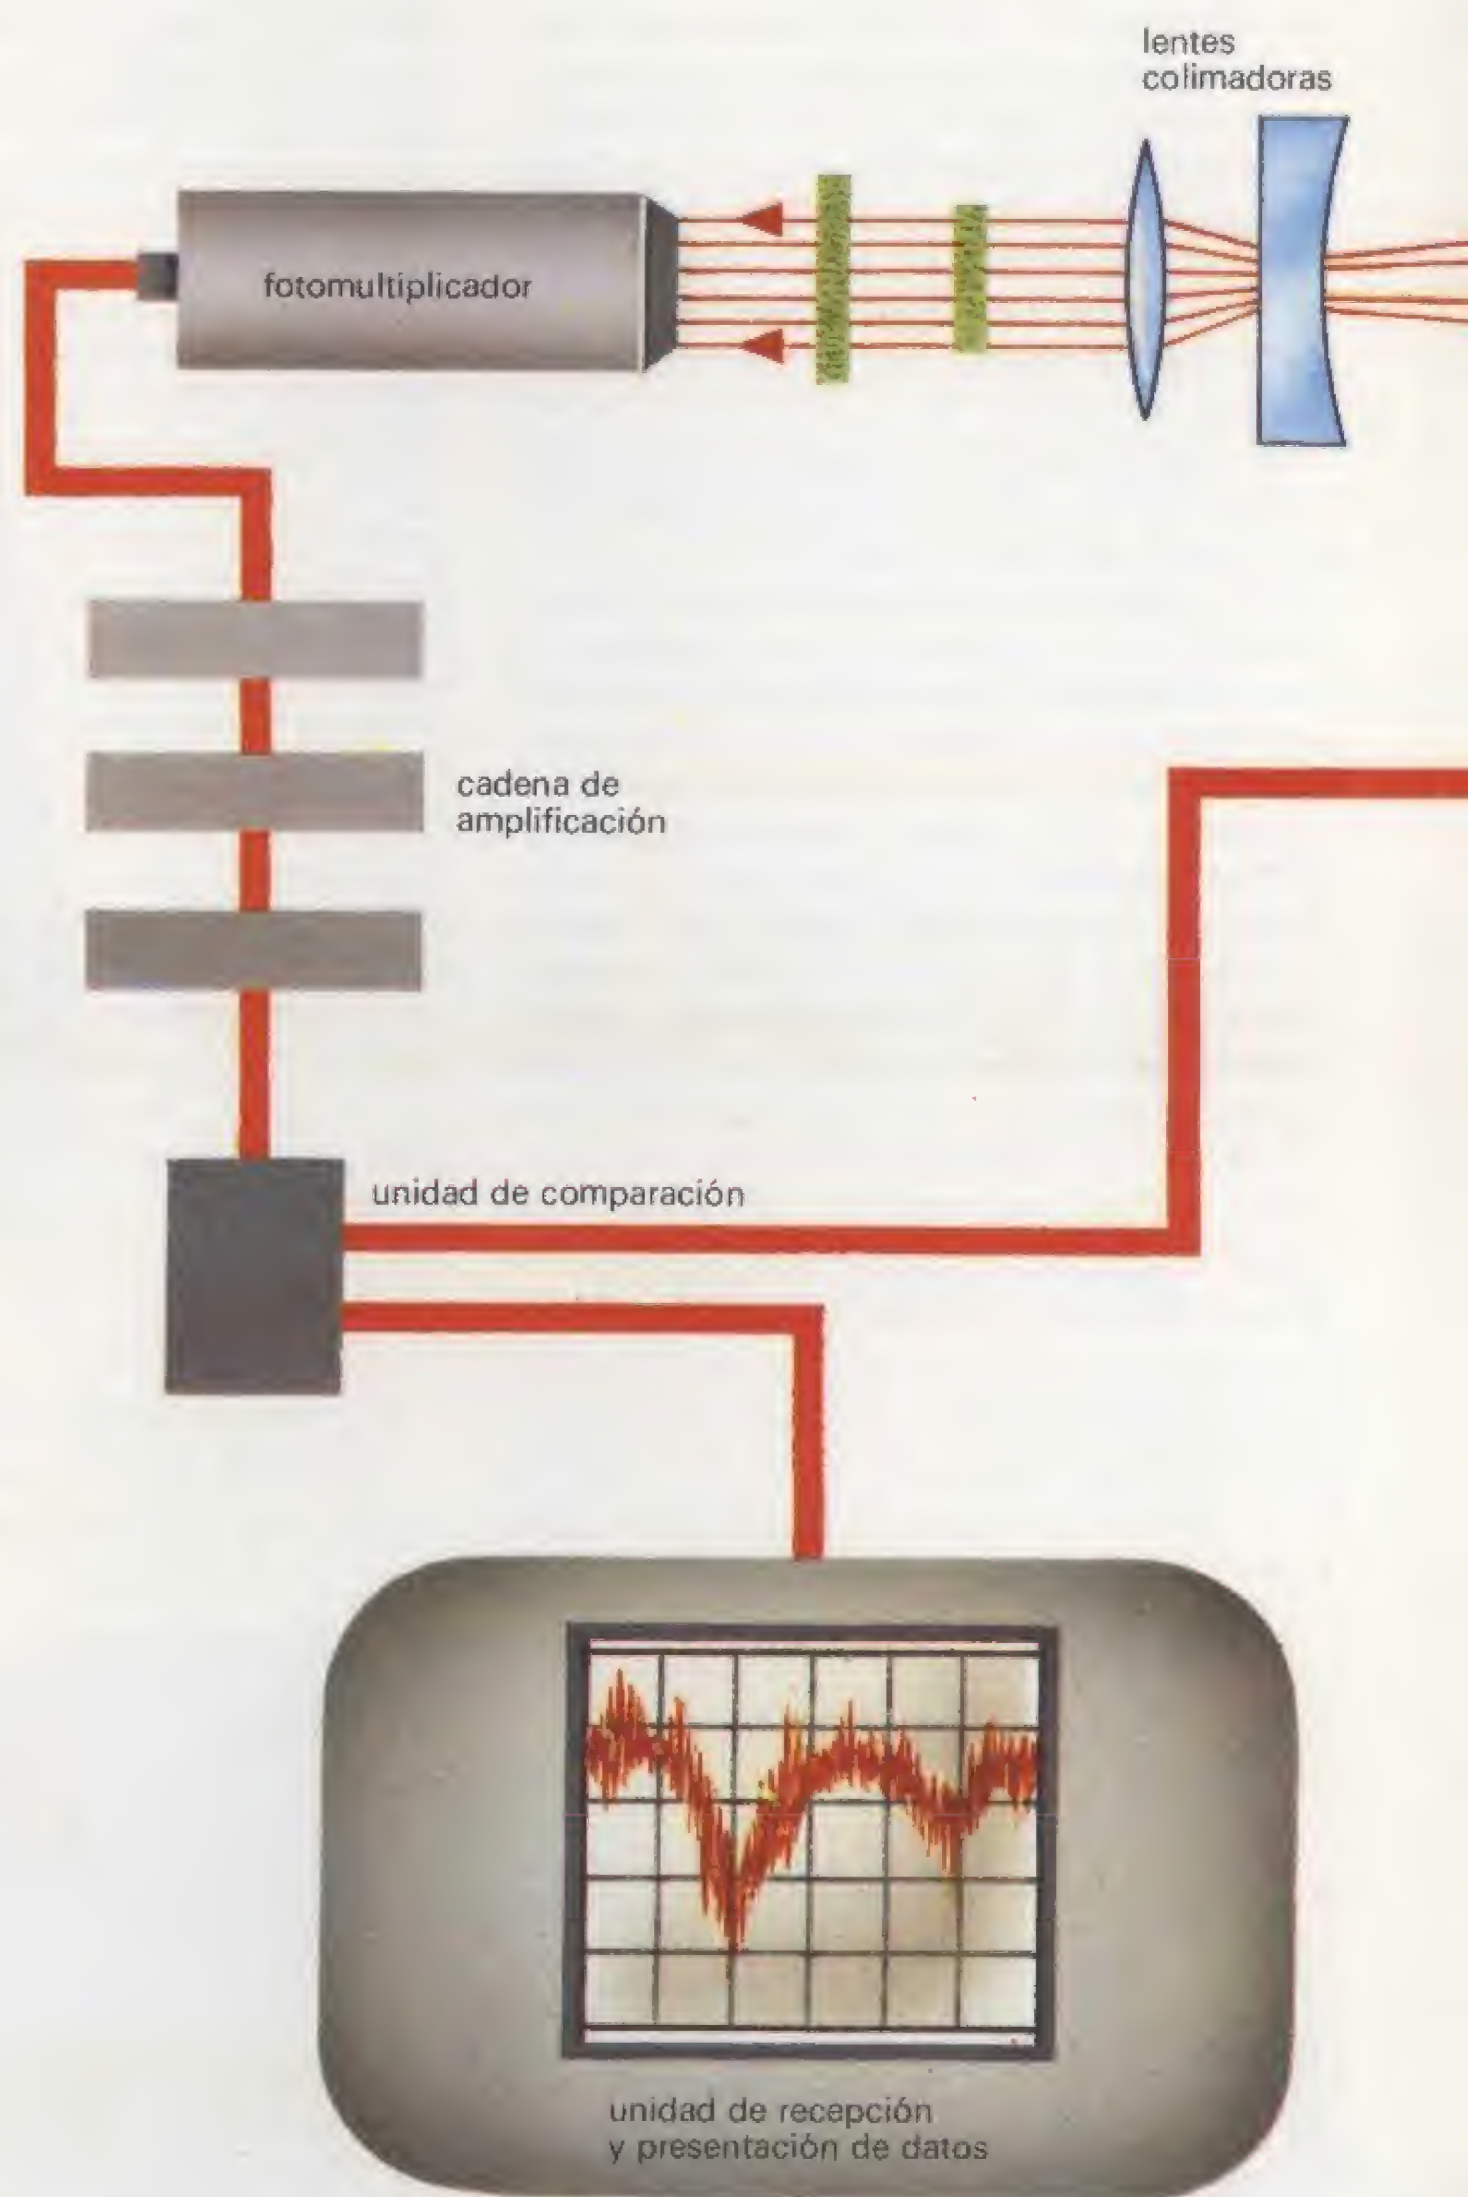 lentes
colimadoras
fotomultiplicador
cadena de
amplificación
unidad de comparación
unidad de recepción
y presentación de datos